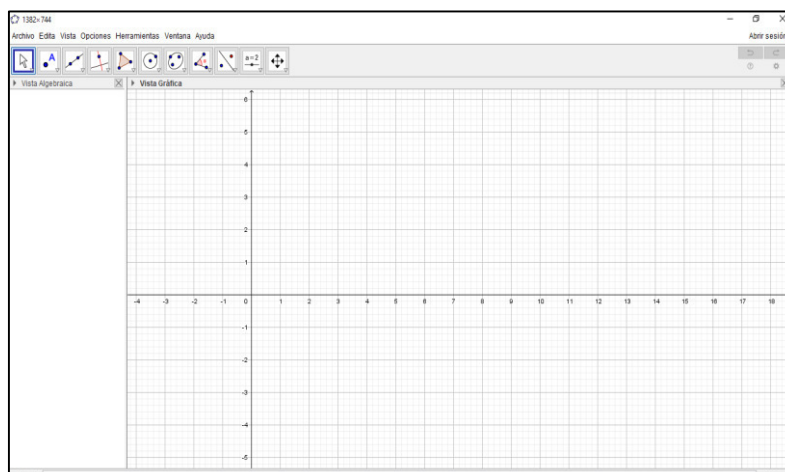 1382×744
Archivo Edita Vista Opciones Herramientas Ventana Ayuda
Abrir sesión
A
a=2
Vista Algebraica
Vista Gráfica
6
5
4
3
2
1
-4 -3 -2 -1 0 1 2 3 4 5 6 7 8 9 10 11 12 13 14 15 16 17 18
-1
-2
-3
-4
-5